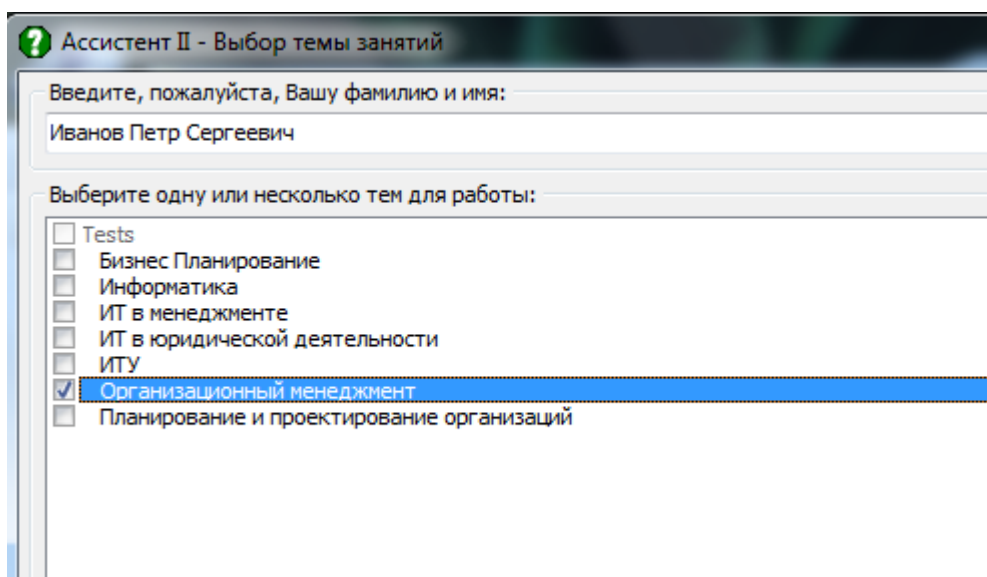 Ассистент II - Выбор темы занятий
Введите, пожалуйста, Вашу фамилию и имя:
Иванов Петр Сергеевич
Выберите одну или несколько тем для работы:
Tests
Бизнес Планирование
Информатика
ИТ в менеджменте
ИТ в юридической деятельности
ИТУ
Организационный менеджмент
Планирование и проектирование организаций